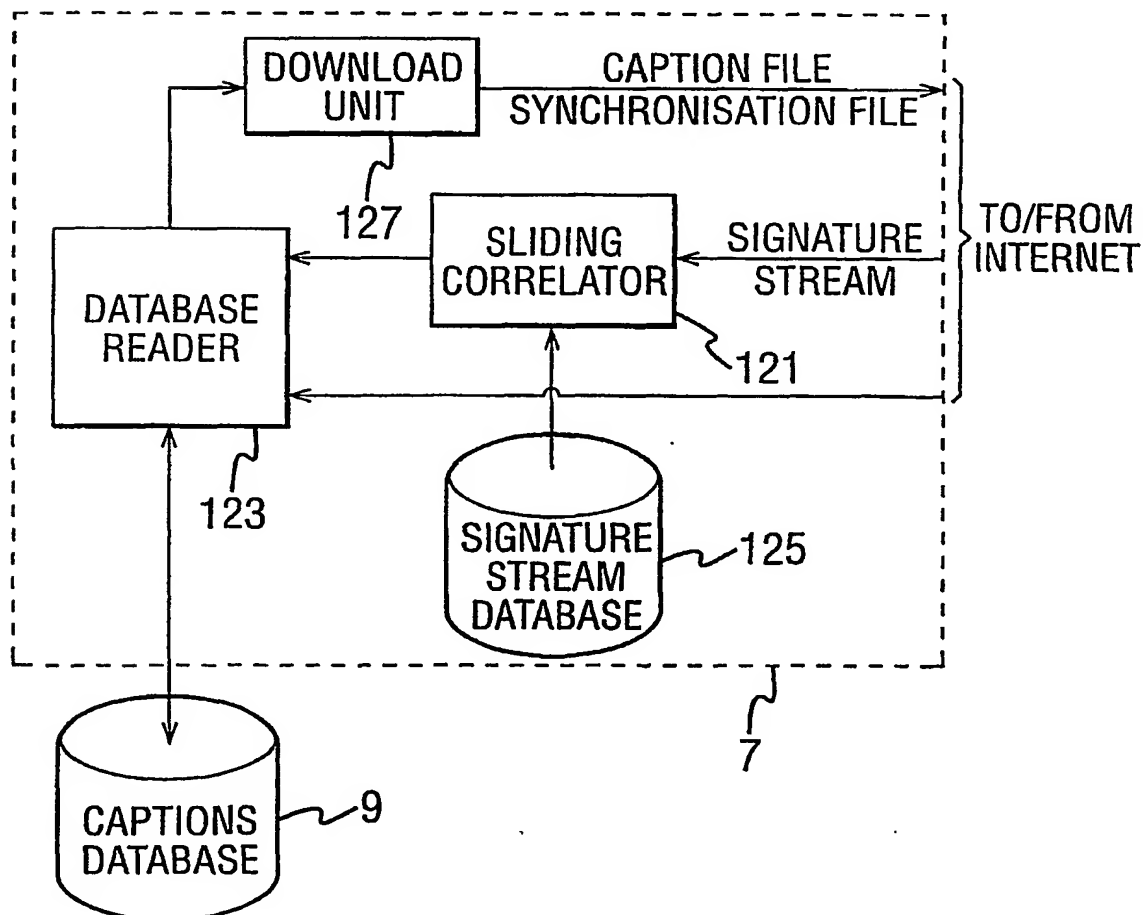 DOWNLOAD
UNIT
CAPTION FILE
SYNCHRONISATION FILE
127
SLIDING
CORRELATOR
SIGNATURE
STREAM
TO/FROM
INTERNET
DATABASE
READER
121
123
SIGNATURE
STREAM
DATABASE
125
7
CAPTIONS
DATABASE
9